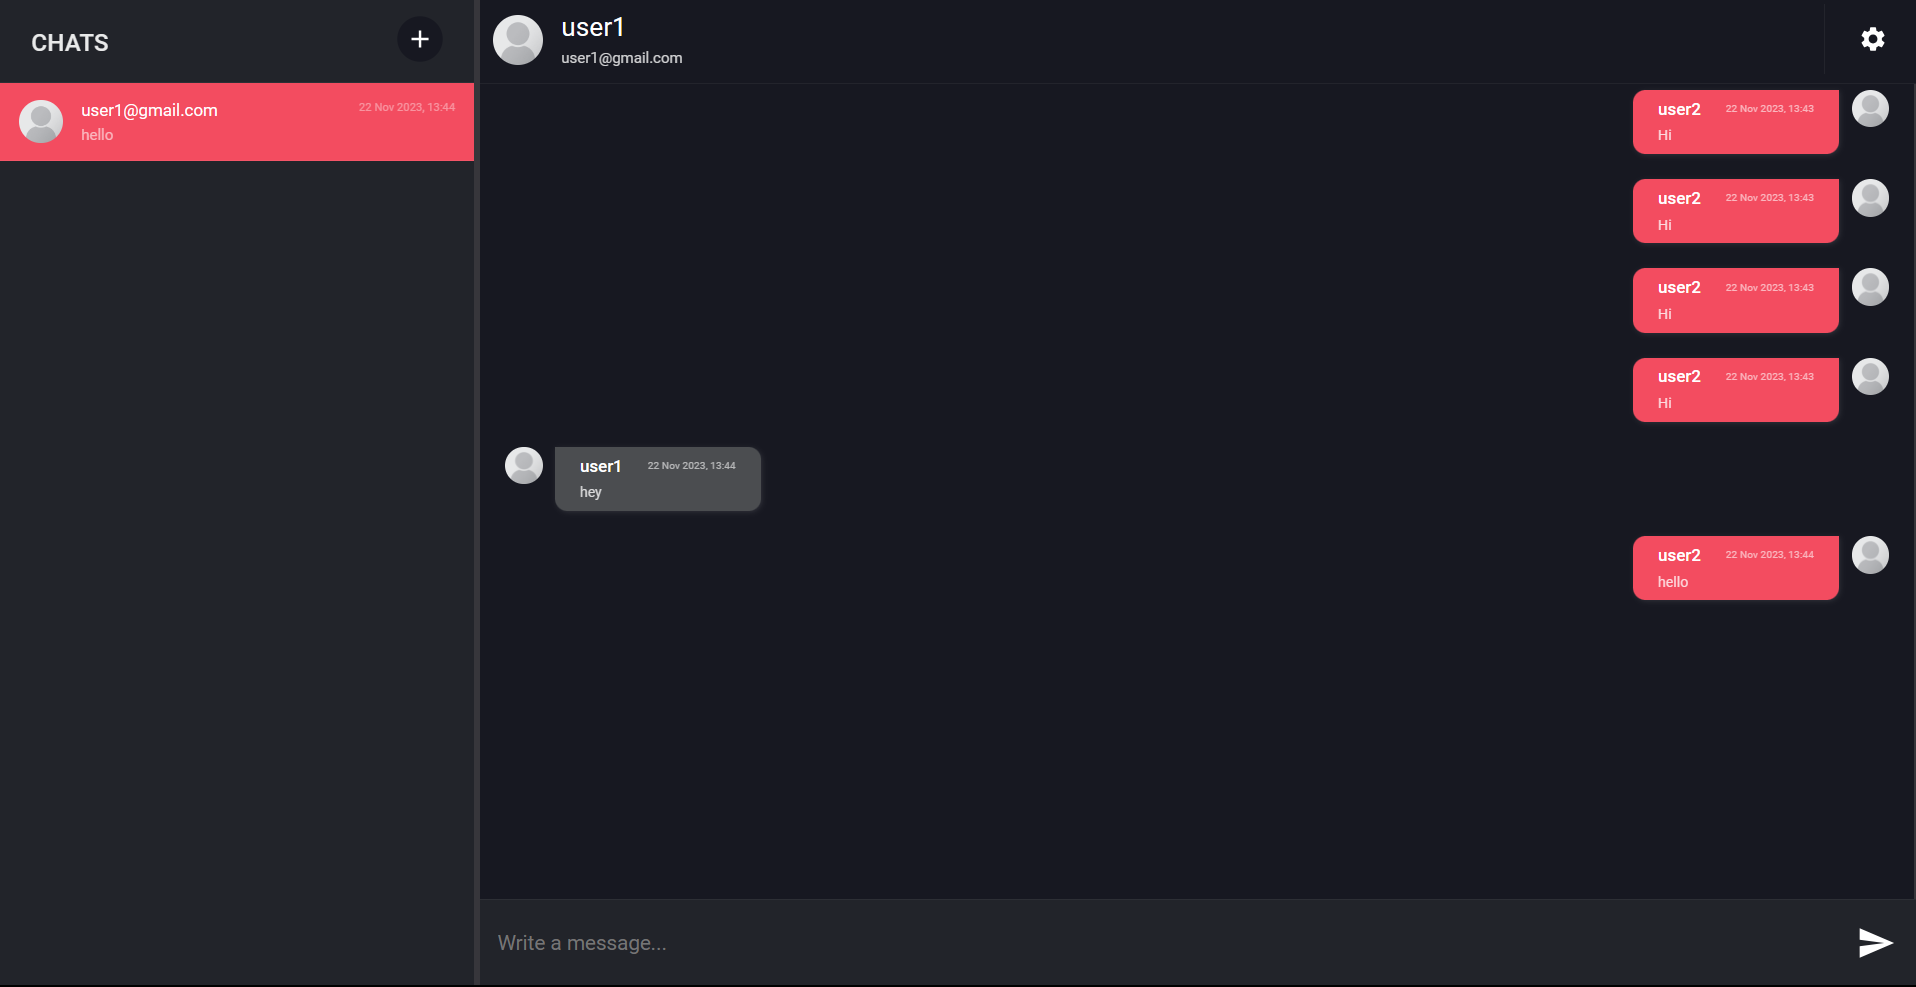 CHATS
user1@gmail.com 22 Nov 2023, 13:44
hello
user1
user1@gmail.com
user2 22 Nov 2023, 13:43
Hi
user2 22 Nov 2023, 13:43
Hi
user2 22 Nov 2023, 13:43
Hi
user2 22 Nov 2023, 13:43
Hi
user1 22 Nov 2023, 13:44
hey
user2 22 Nov 2023, 13:44
hello
Write a message...